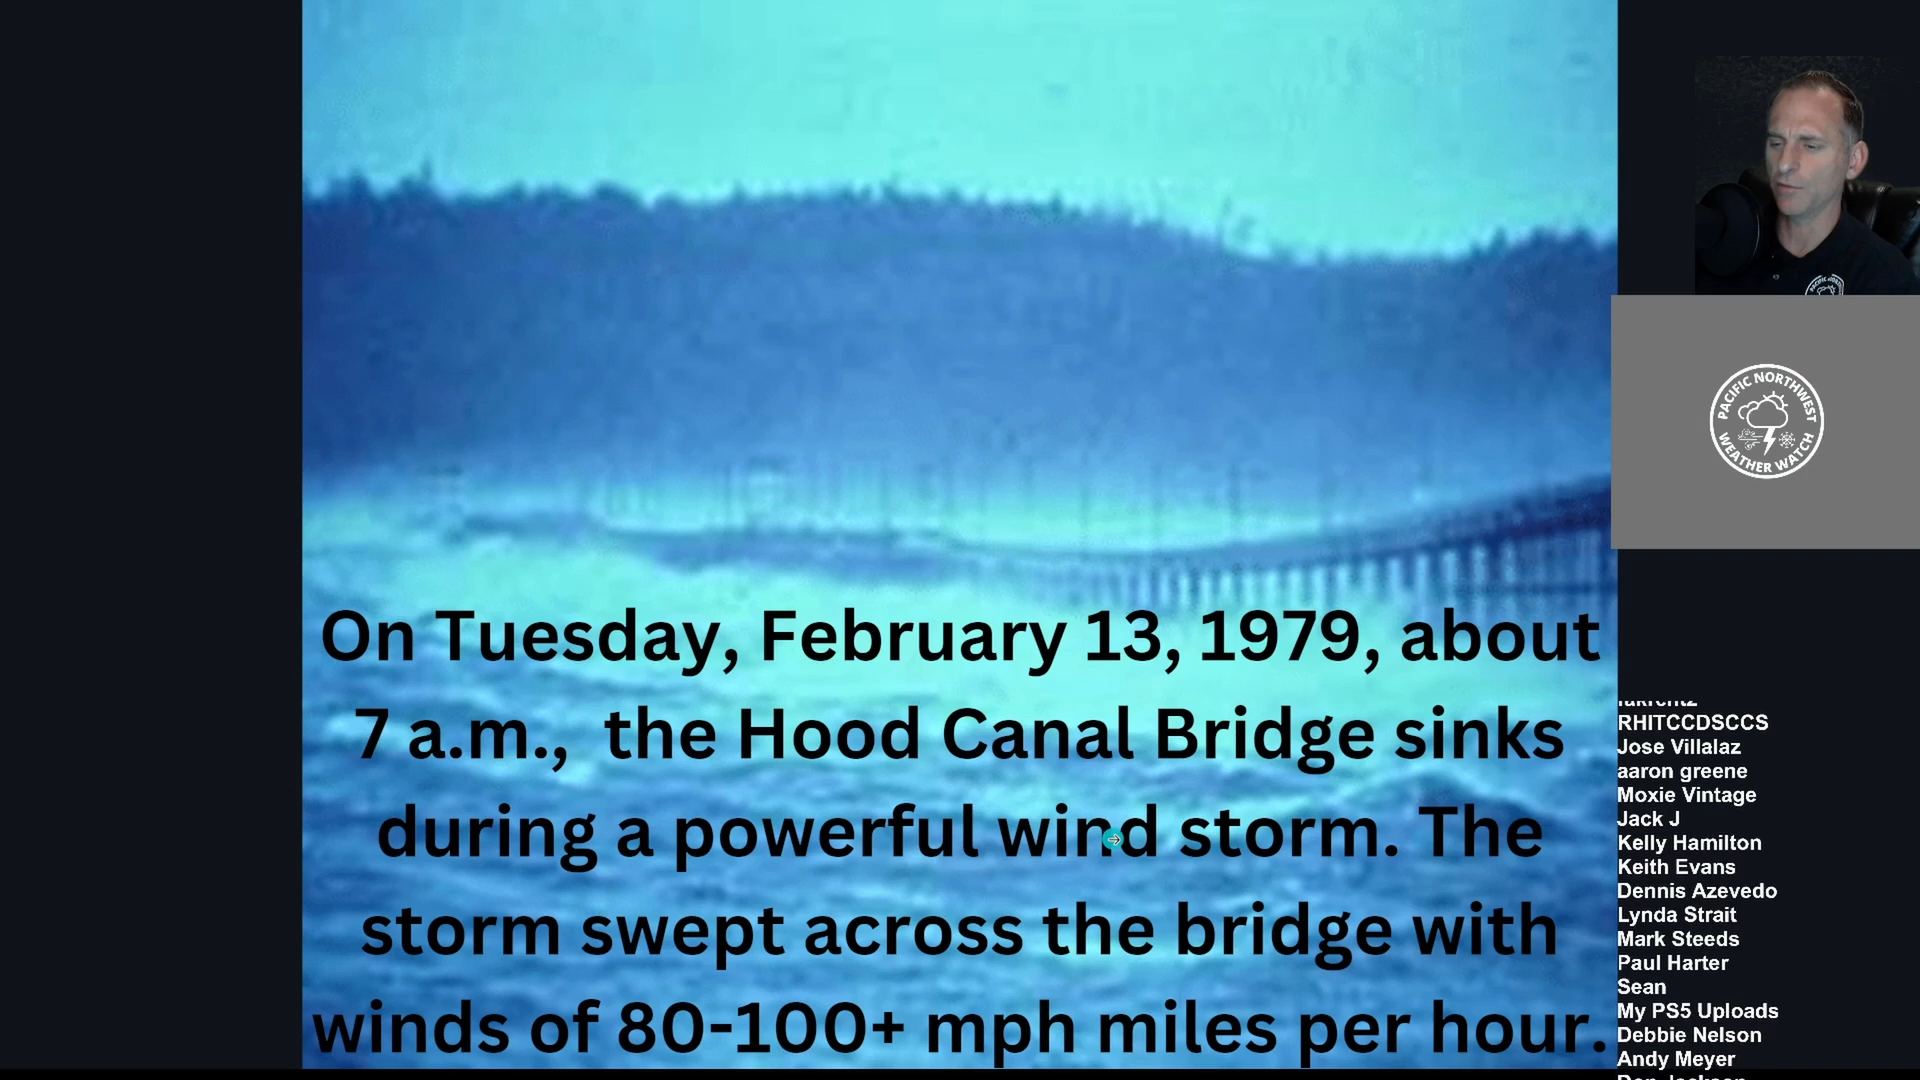 On Tuesday, February 13, 1979, about
7 a.m., the Hood Canal Bridge sinks
during a powerful wind storm. The
storm swept across the bridge with
winds of 80-100+ mph miles per hour.
PACIFIC NORTHWEST
WEATHER WATCH
RHITCCDSCCS
Jose Villalaz
aaron greene
Moxie Vintage
Jack J
Kelly Hamilton
Keith Evans
Dennis Azevedo
Lynda Strait
Mark Steeds
Paul Harter
Sean
My PS5 Uploads
Debbie Nelson
Andy Meyer